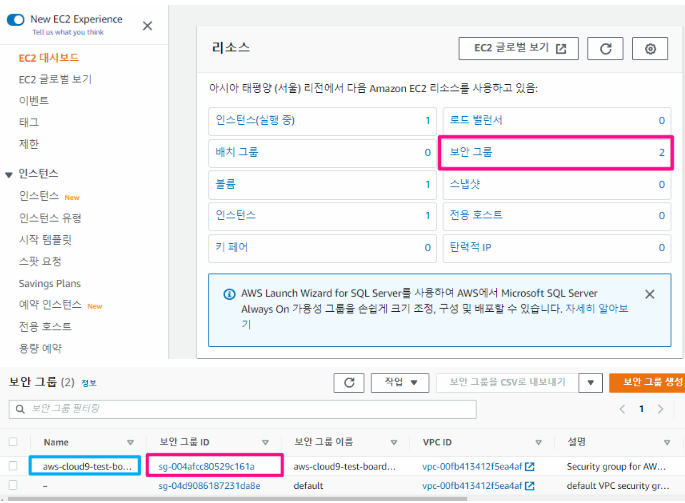 New EC2 Experience
Tell us what you think
EC2 대시보드
EC2 글로벌 보기
이벤트
태그
제한
인스턴스
인스턴스 New
인스턴스 유형
시작 템플릿
스팟 요청
Savings Plans
예약 인스턴스 New
전용 호스트
용량 예약
리소스
EC2 글로벌 보기
아시아 태평양 (서울) 리전에서 다음 Amazon EC2 리소스를 사용하고 있음:
인스턴스(실행 중) 1 로드 밸런서 0
배치 그룹 0 보안 그룹 2
볼륨 1 스냅샷 0
인스턴스 1 전용 호스트 0
키 페어 0 탄력적 IP 0
AWS Launch Wizard for SQL Server를 사용하여 AWS에서 Microsoft SQL Server
Always On 가용성 그룹을 손쉽게 크기 조정, 구성 및 배포할 수 있습니다. 자세히 알아보
기
보안 그룹 (2) 정보
작업
보안 그룹을 CSV로 내보내기
보안 그룹 생성
보안 그룹 필터링
1
Name 보안 그룹 ID 보안 그룹 이름 VPC ID 설명
aws-cloud9-test-bo... sg-004afcc80529c161a aws-cloud9-test-board... vpc-00fb413412f5ea4af Security group for AW...
– sg-04d9086187231da8e default vpc-00fb413412f5ea4af default VPC security gr...